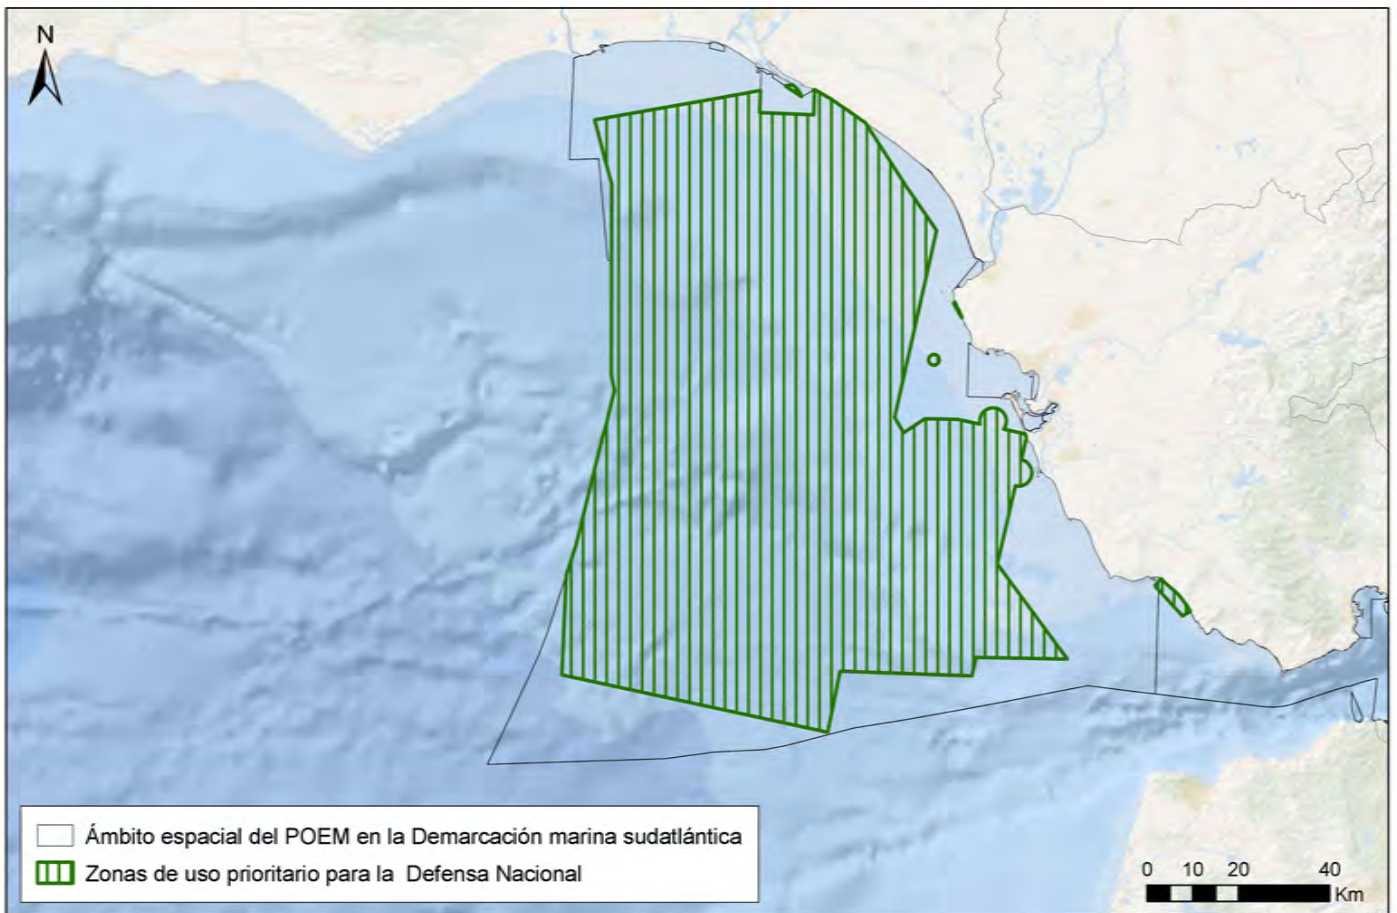 N
Ámbito espacial del POEM en la Demarcación marina sudatlántica
Zonas de uso prioritario para la Defensa Nacional
0 10 20 40
Km